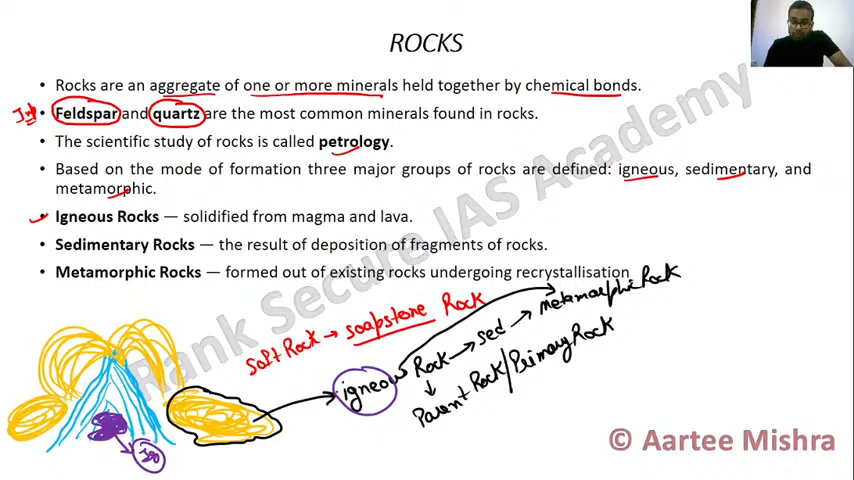 ROCKS
• Rocks are an aggregate of one or more minerals held together by chemical bonds.
Imp • Feldspar and quartz are the most common minerals found in rocks.
• The scientific study of rocks is called petrology.
• Based on the mode of formation three major groups of rocks are defined: igneous, sedimentary, and
metamorphic.
• Igneous Rocks — solidified from magma and lava.
• Sedimentary Rocks — the result of deposition of fragments of rocks.
• Metamorphic Rocks — formed out of existing rocks undergoing recrystallisation
Soft Rock → soapstone Rock
igneous Rock → sed → metamorphic Rock
↓
Parent Rock/Primary Rock
Rank Secure IAS Academy
© Aartee Mishra